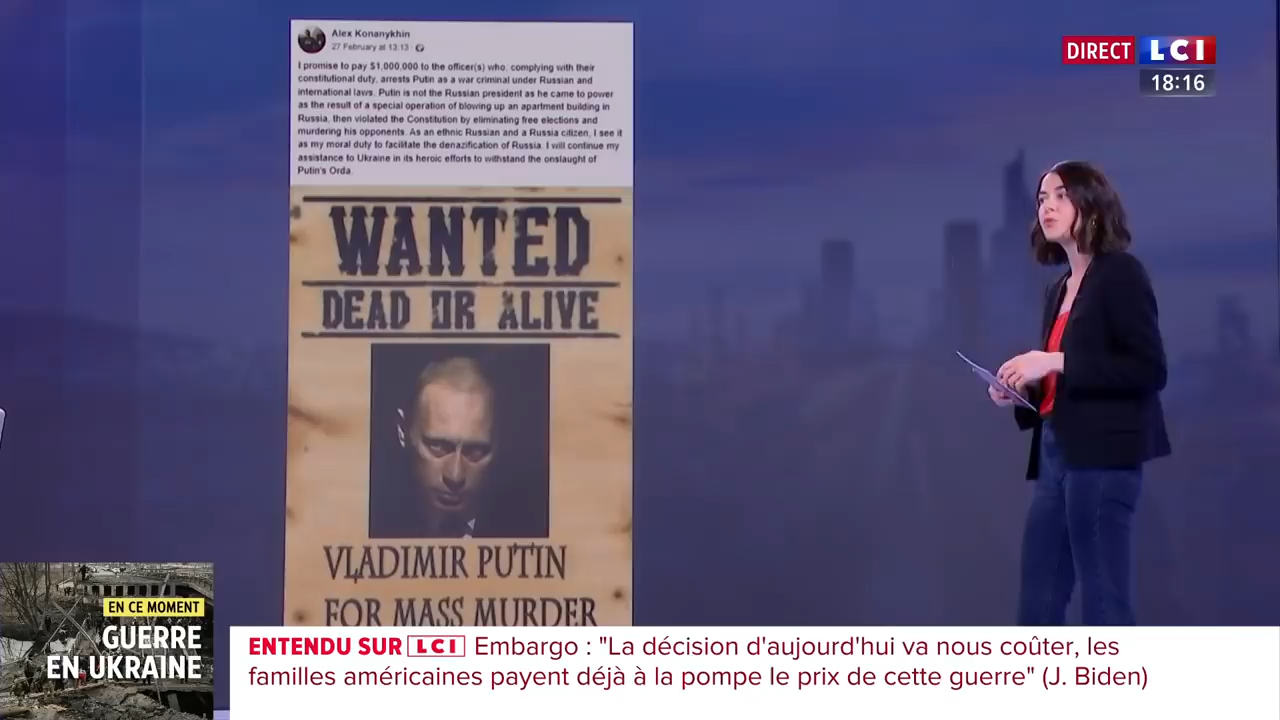 Alex Konanykhin
27 February at 13:13
I promise to pay $1,000,000 to the officer(s) who, complying with their
constitutional duty, arrests Putin as a war criminal under Russian and
international laws. Putin is not the Russian president as he came to power
as the result of a special operation of blowing up an apartment building in
Russia, then violated the Constitution by eliminating free elections and
murdering his opponents. As an ethnic Russian and a Russia citizen, I see it
as my moral duty to facilitate the denazification of Russia. I will continue my
assistance to Ukraine in its heroic efforts to withstand the onslaught of
Putin's Orda.
WANTED
DEAD OR ALIVE
VLADIMIR PUTIN
FOR MASS MURDER
DIRECT LCI
18:16
EN CE MOMENT
GUERRE
EN UKRAINE
ENTENDU SUR LCI Embargo : "La décision d'aujourd'hui va nous coûter, les
familles américaines payent déjà à la pompe le prix de cette guerre" (J. Biden)